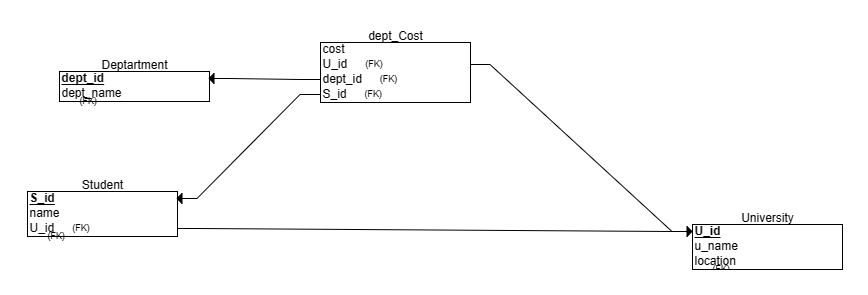 dept_Cost
cost
U_id (FK)
dept_id (FK)
S_id (FK)
Deptartment
dept_id
dept_name
(FK)
Student
S_id
name
U_id (FK)
(FK)
University
U_id
u_name
location
(FK)